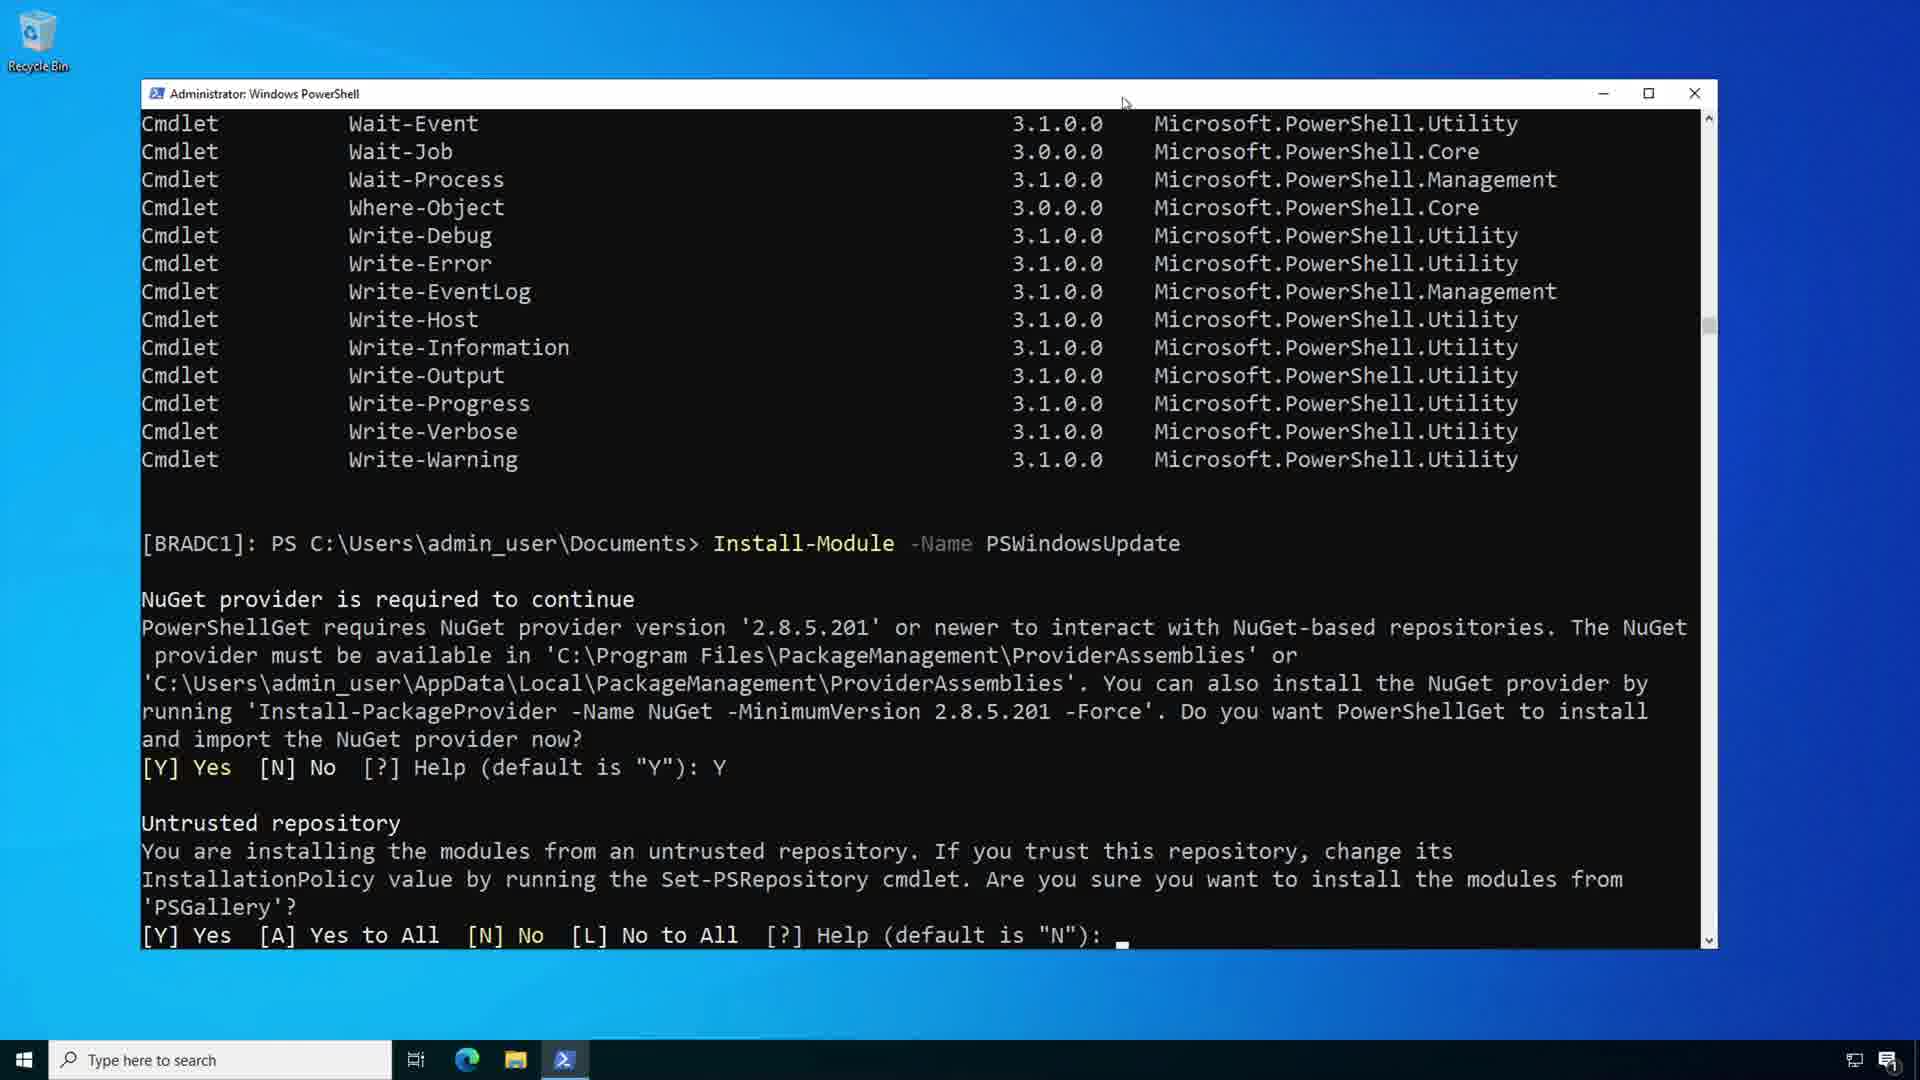 Recycle Bin
Administrator: Windows PowerShell
Cmdlet Wait-Event 3.1.0.0 Microsoft.PowerShell.Utility
Cmdlet Wait-Job 3.0.0.0 Microsoft.PowerShell.Core
Cmdlet Wait-Process 3.1.0.0 Microsoft.PowerShell.Management
Cmdlet Where-Object 3.0.0.0 Microsoft.PowerShell.Core
Cmdlet Write-Debug 3.1.0.0 Microsoft.PowerShell.Utility
Cmdlet Write-Error 3.1.0.0 Microsoft.PowerShell.Utility
Cmdlet Write-EventLog 3.1.0.0 Microsoft.PowerShell.Management
Cmdlet Write-Host 3.1.0.0 Microsoft.PowerShell.Utility
Cmdlet Write-Information 3.1.0.0 Microsoft.PowerShell.Utility
Cmdlet Write-Output 3.1.0.0 Microsoft.PowerShell.Utility
Cmdlet Write-Progress 3.1.0.0 Microsoft.PowerShell.Utility
Cmdlet Write-Verbose 3.1.0.0 Microsoft.PowerShell.Utility
Cmdlet Write-Warning 3.1.0.0 Microsoft.PowerShell.Utility
[BRADC1]: PS C:\Users\admin_user\Documents> Install-Module -Name PSWindowsUpdate
NuGet provider is required to continue
PowerShellGet requires NuGet provider version '2.8.5.201' or newer to interact with NuGet-based repositories. The NuGet
provider must be available in 'C:\Program Files\PackageManagement\ProviderAssemblies' or
'C:\Users\admin_user\AppData\Local\PackageManagement\ProviderAssemblies'. You can also install the NuGet provider by
running 'Install-PackageProvider -Name NuGet -MinimumVersion 2.8.5.201 -Force'. Do you want PowerShellGet to install
and import the NuGet provider now?
[Y] Yes [N] No [?] Help (default is "Y"): Y
Untrusted repository
You are installing the modules from an untrusted repository. If you trust this repository, change its
InstallationPolicy value by running the Set-PSRepository cmdlet. Are you sure you want to install the modules from
'PSGallery'?
[Y] Yes [A] Yes to All [N] No [L] No to All [?] Help (default is "N"):
Type here to search
1